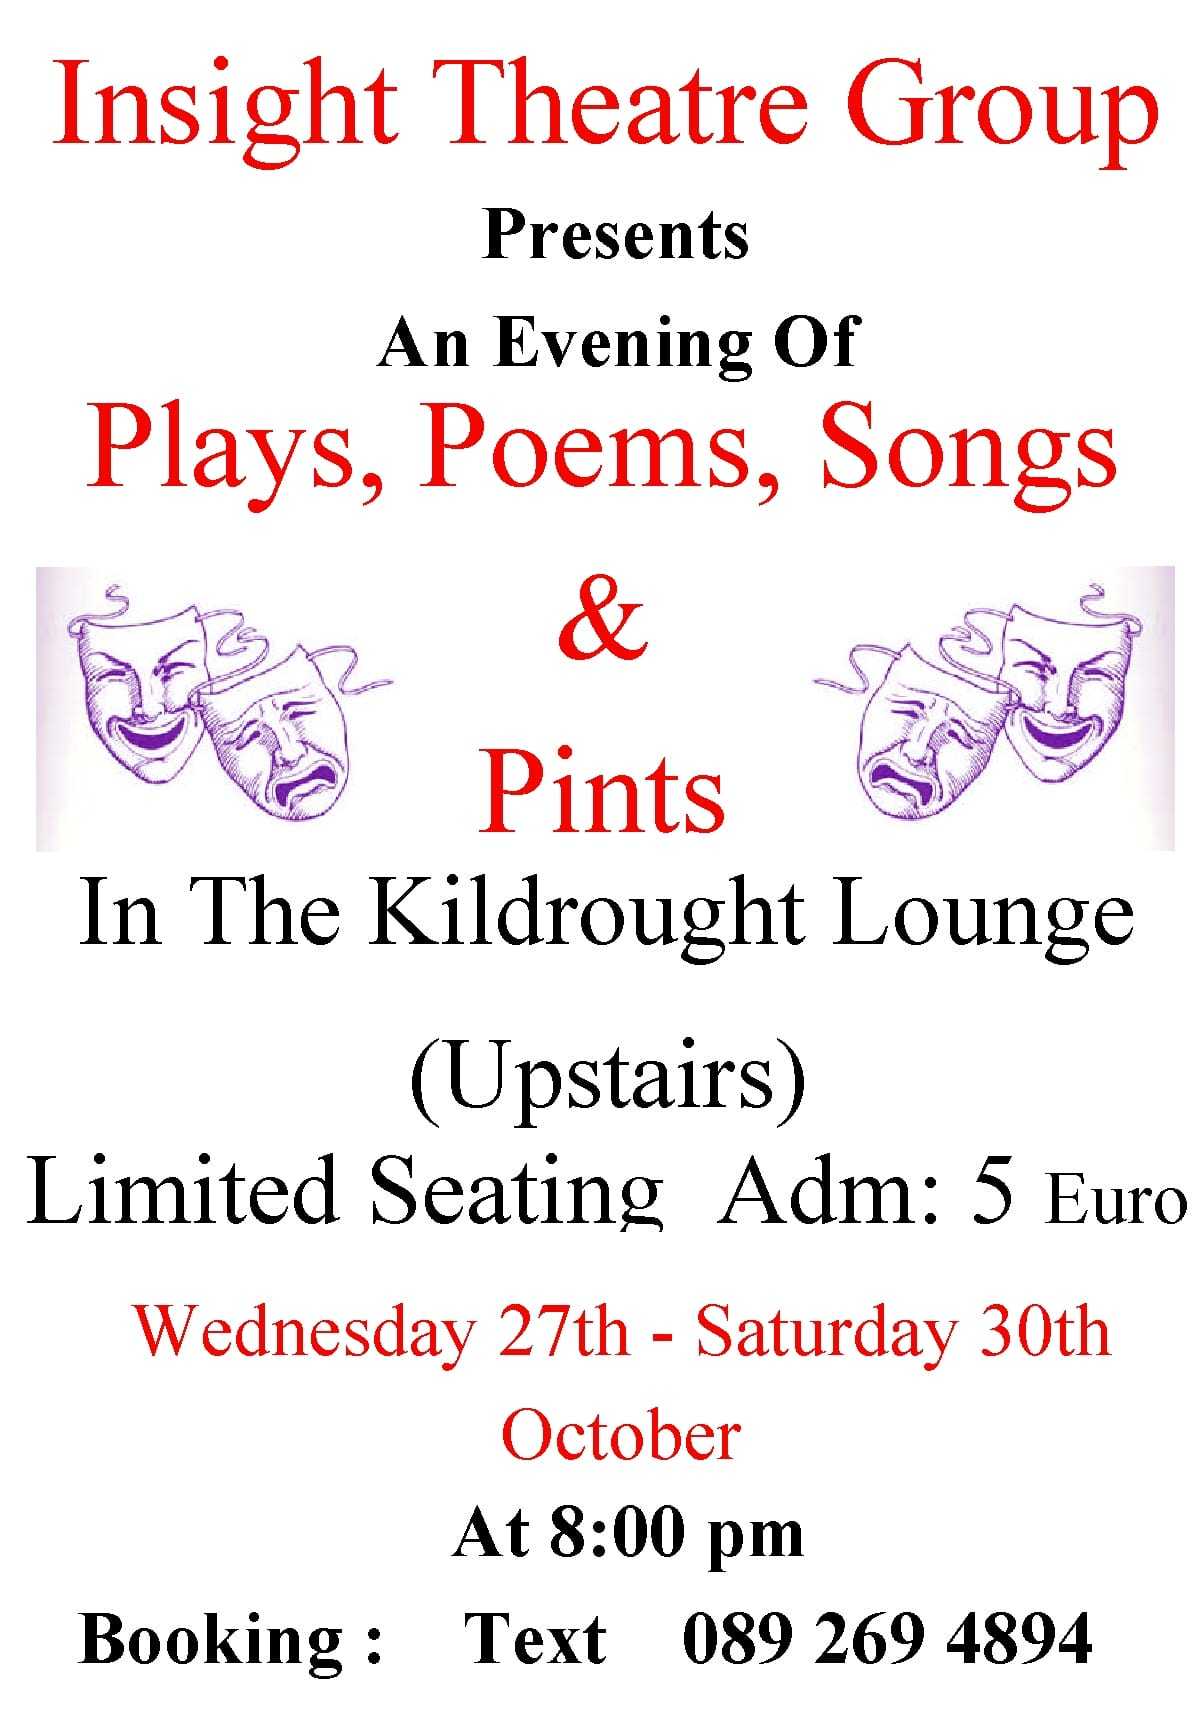 Insight Theatre Group
Presents
An Evening Of
Plays, Poems, Songs
&
Pints
In The Kildrought Lounge
(Upstairs)
Limited Seating Adm: 5 Euro
Wednesday 27th - Saturday 30th
October
At 8:00 pm
Booking : Text 089 269 4894